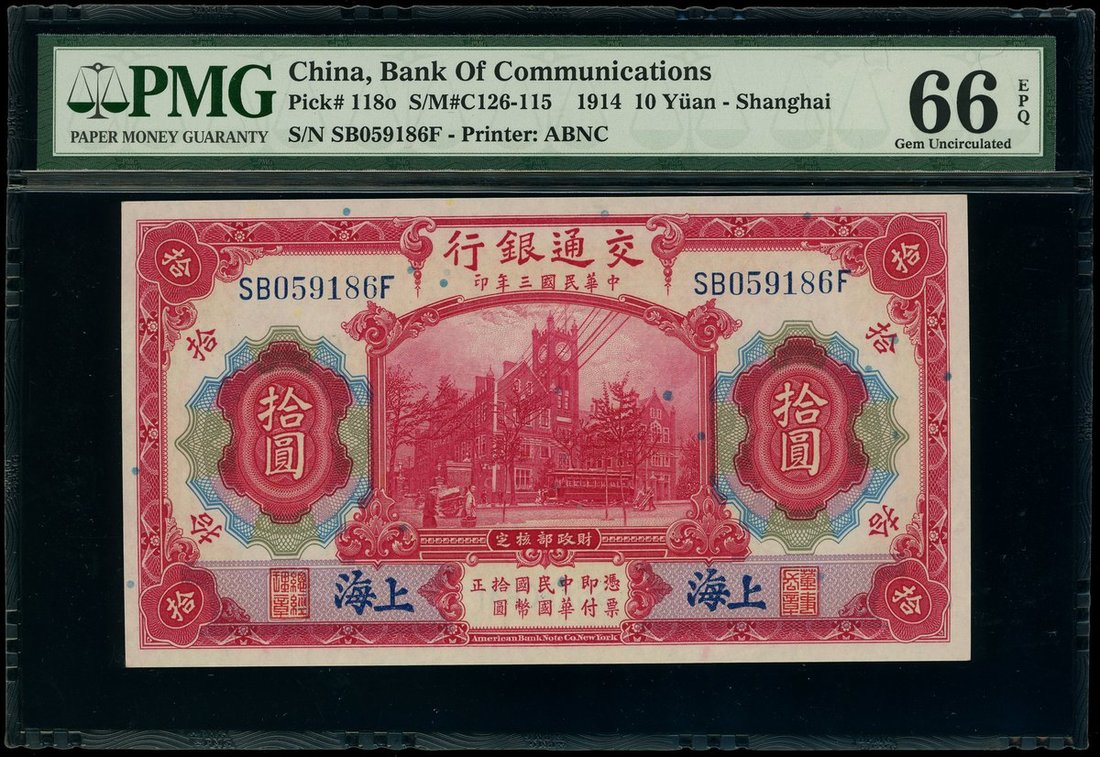 PMG
PAPER MONEY GUARANTY
China, Bank Of Communications
Pick# 118o S/M#C126-115 1914 10 Yüan - Shanghai
S/N SB059186F - Printer: ABNC
66
EPQ
Gem Uncirculated
拾
交通銀行
拾
中華民國三年印
SB059186F
SB059186F
拾
拾
拾圓
拾圓
拾
拾
財政部核定
上海
憑票即付中華民國國幣拾圓正
上海
拾
拾
American Bank Note Co. New York